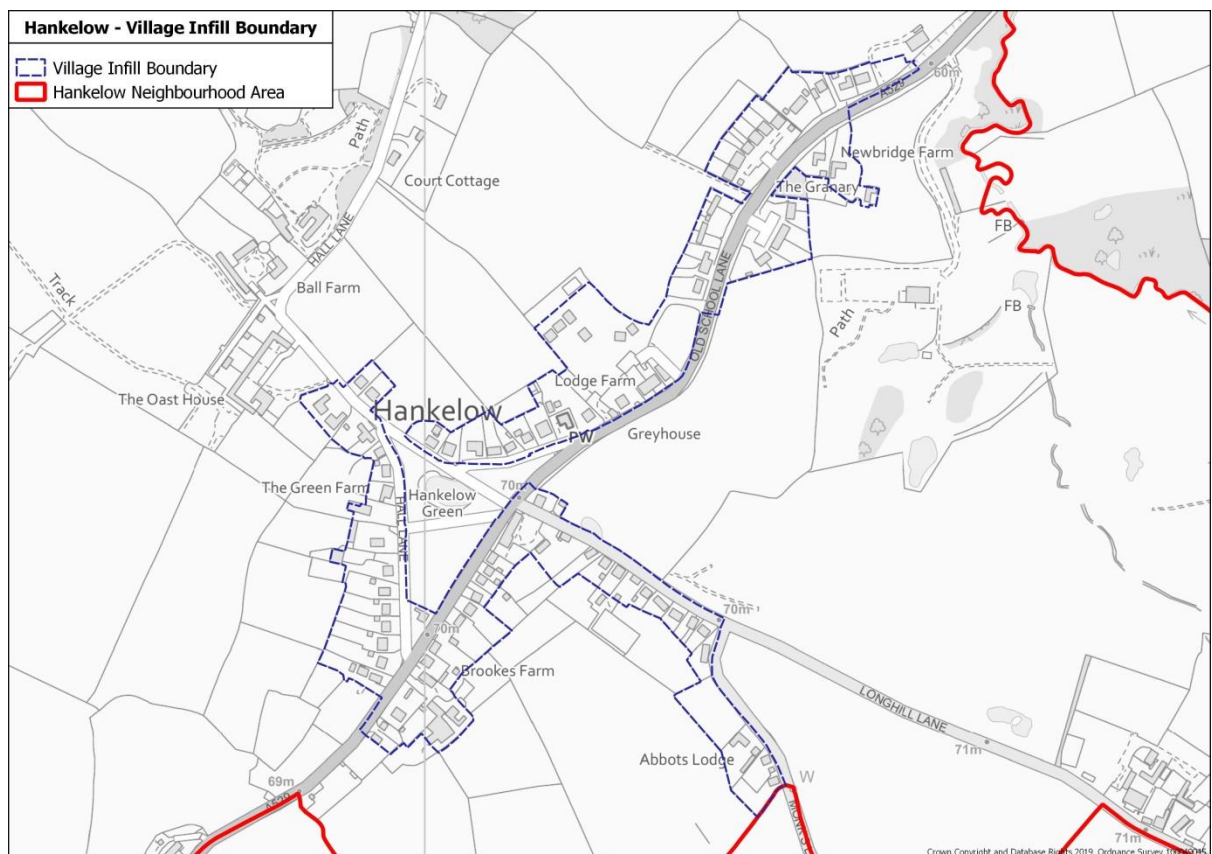 Hankelow - Village Infill Boundary
Village Infill Boundary
Hankelow Neighbourhood Area
A529
60m
Path
Court Cottage
Newbridge Farm
The Granary
FB
HALL LANE
Ball Farm
Track
OLD SCHOOL LANE
Path
FB
The Oast House
Lodge Farm
Hankelow
PW
Greyhouse
The Green Farm
70m
Hankelow
Green
HALL LANE
70m
70m
Brookes Farm
LONGHILL LANE
71m
Abbots Lodge
W
69m
A529
71m
Crown Copyright and Database Rights 2019. Ordnance Survey